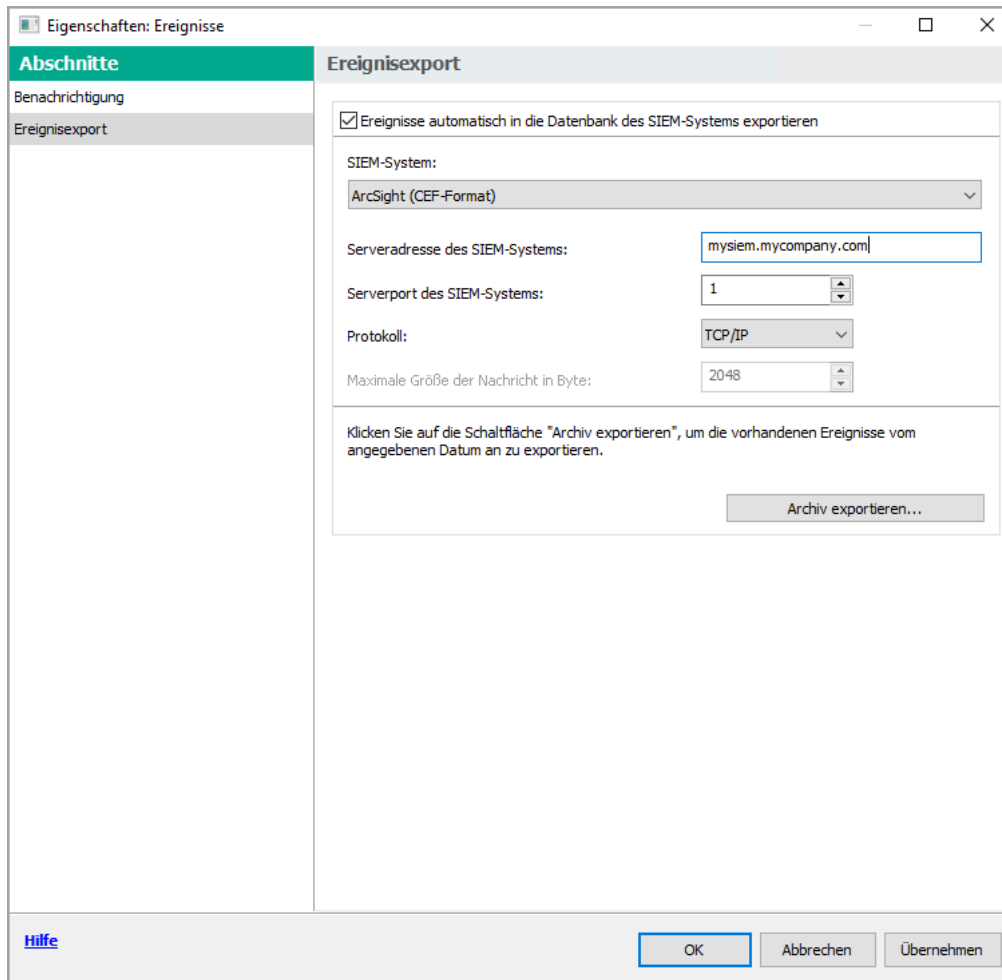 Eigenschaften: Ereignisse
Abschnitte
Benachrichtigung
Ereignisexport
Ereignisexport
Ereignisse automatisch in die Datenbank des SIEM-Systems exportieren
SIEM-System:
ArcSight (CEF-Format)
Serveradresse des SIEM-Systems: mysiem.mycompany.com
Serverport des SIEM-Systems: 1
Protokoll: TCP/IP
Maximale Größe der Nachricht in Byte: 2048
Klicken Sie auf die Schaltfläche "Archiv exportieren", um die vorhandenen Ereignisse vom
angegebenen Datum an zu exportieren.
Archiv exportieren...
Hilfe
OK Abbrechen Übernehmen